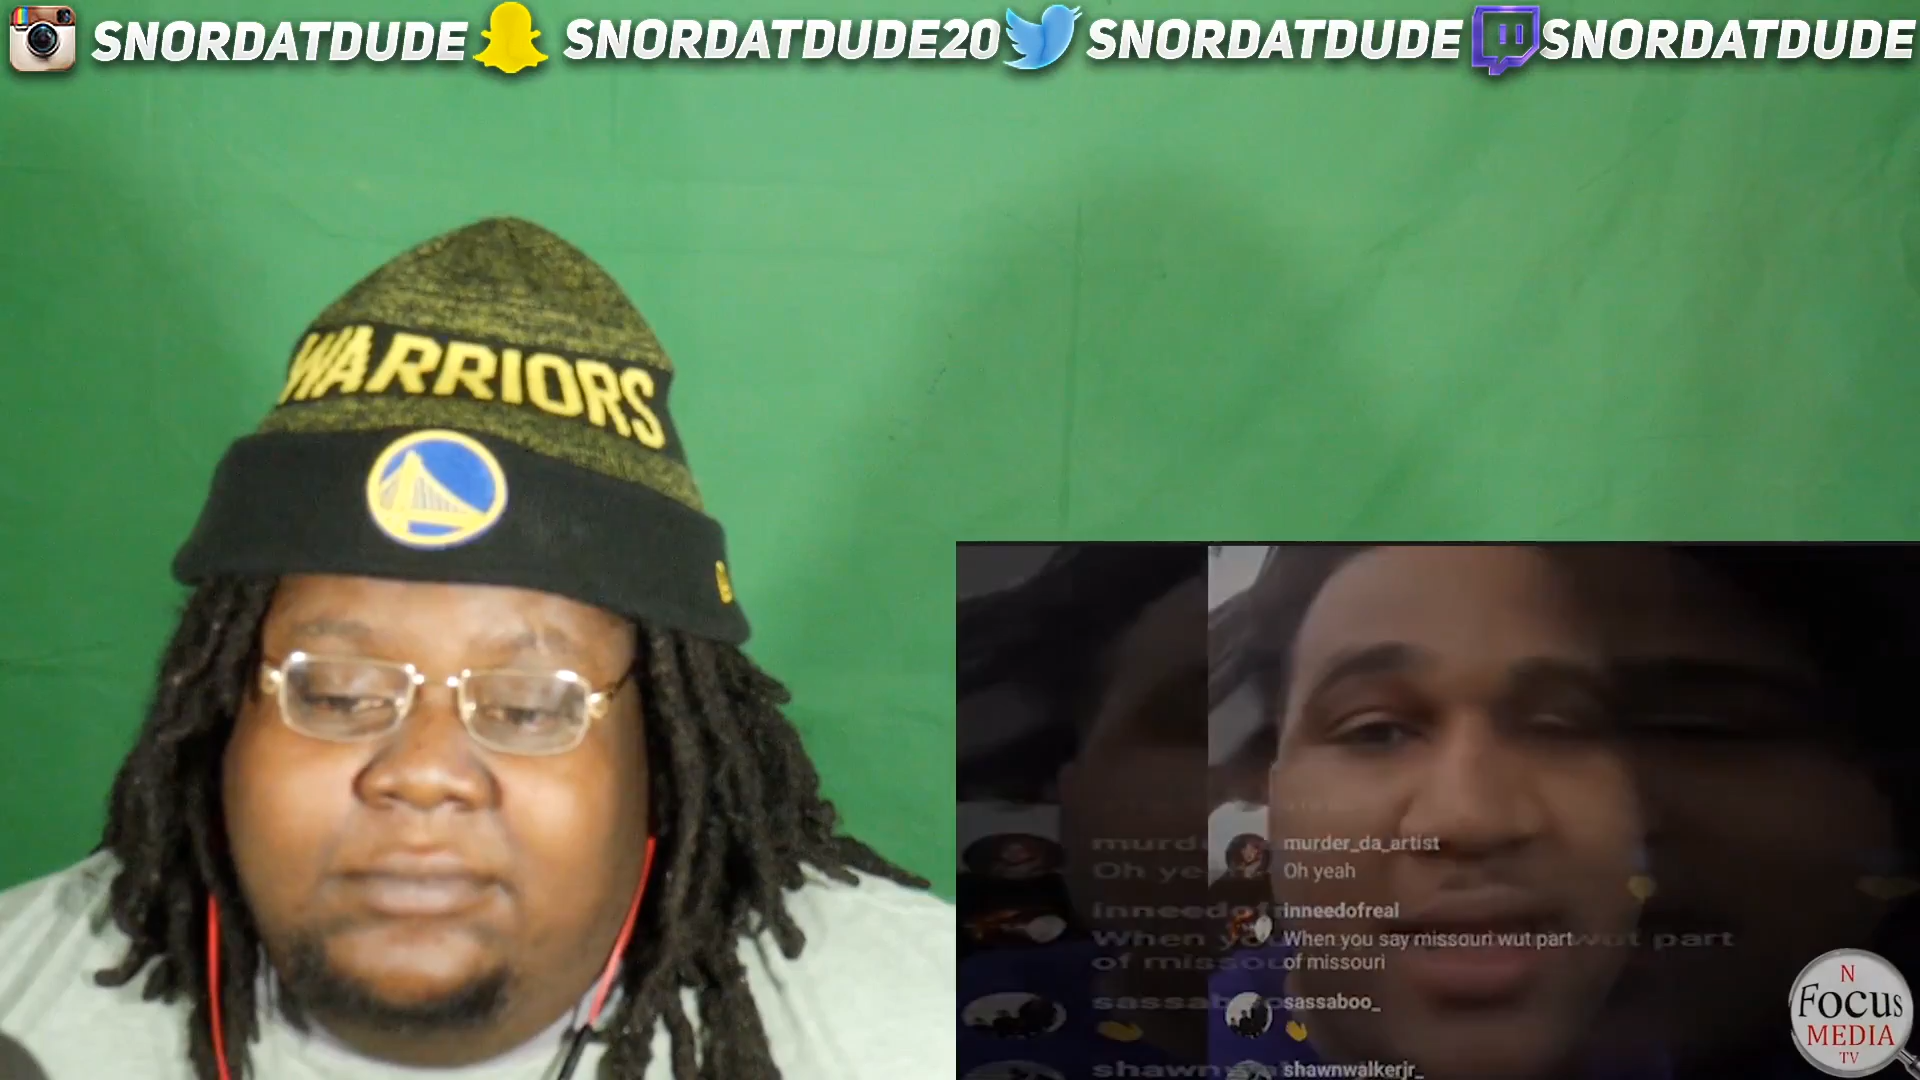 SNORDATDUDE SNORDATDUDE20 SNORDATDUDE SNORDATDUDE
WARRIORS
murder_da_artist
Oh yeah
inneedofreal
When you say missouri wut part
of missouri
sassaboo_
shawnwalkerjr_
N
FOCUS
MEDIA
TV